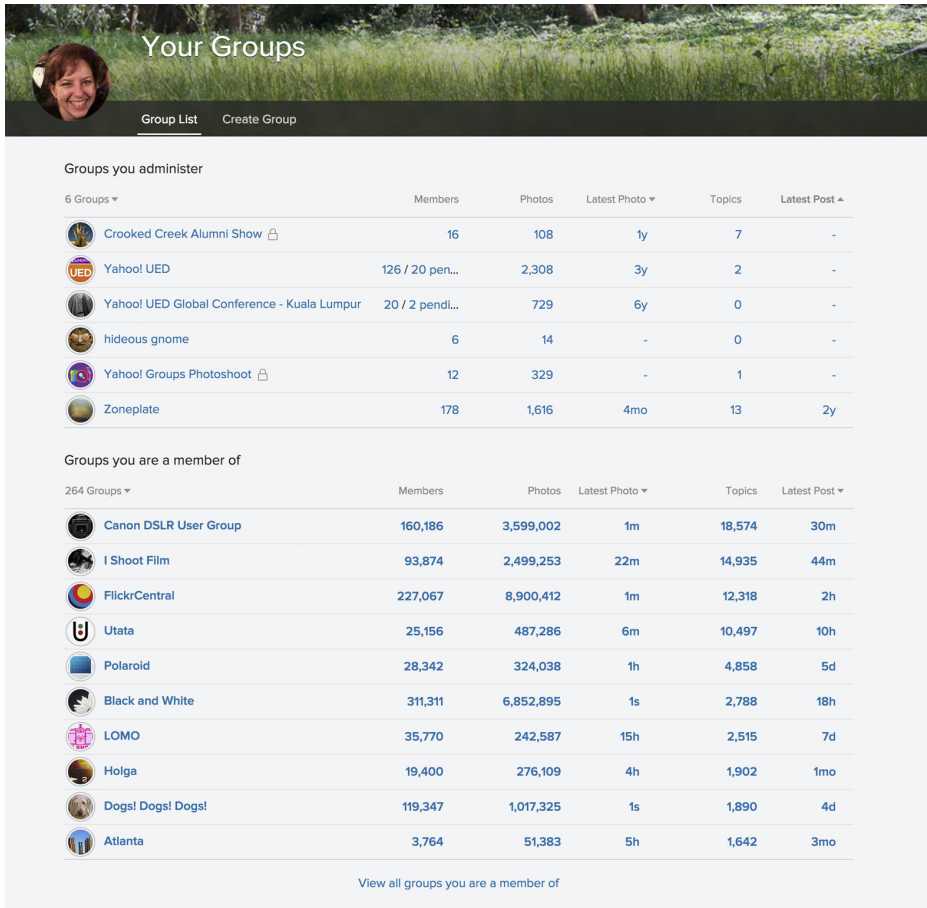 Your Groups
Group List Create Group
Groups you administer
6 Groups Members Photos Latest Photo Topics Latest Post
Crooked Creek Alumni Show 16 108 1y 7 -
UED Yahoo! UED 126 / 20 pen... 2,308 3y 2 -
Yahoo! UED Global Conference - Kuala Lumpur 20 / 2 pendi... 729 6y 0 -
hideous gnome 6 14 - 0 -
Yahoo! Groups Photoshoot 12 329 - 1 -
Zoneplate 178 1,616 4mo 13 2y
Groups you are a member of
264 Groups Members Photos Latest Photo Topics Latest Post
Canon DSLR User Group 160,186 3,599,002 1m 18,574 30m
I Shoot Film 93,874 2,499,253 22m 14,935 44m
FlickrCentral 227,067 8,900,412 1m 12,318 2h
Utata 25,156 487,286 6m 10,497 10h
Polaroid 28,342 324,038 1h 4,858 5d
Black and White 311,311 6,852,895 1s 2,788 18h
LOMO 35,770 242,587 15h 2,515 7d
Holga 19,400 276,109 4h 1,902 1mo
Dogs! Dogs! Dogs! 119,347 1,017,325 1s 1,890 4d
Atlanta 3,764 51,383 5h 1,642 3mo
View all groups you are a member of